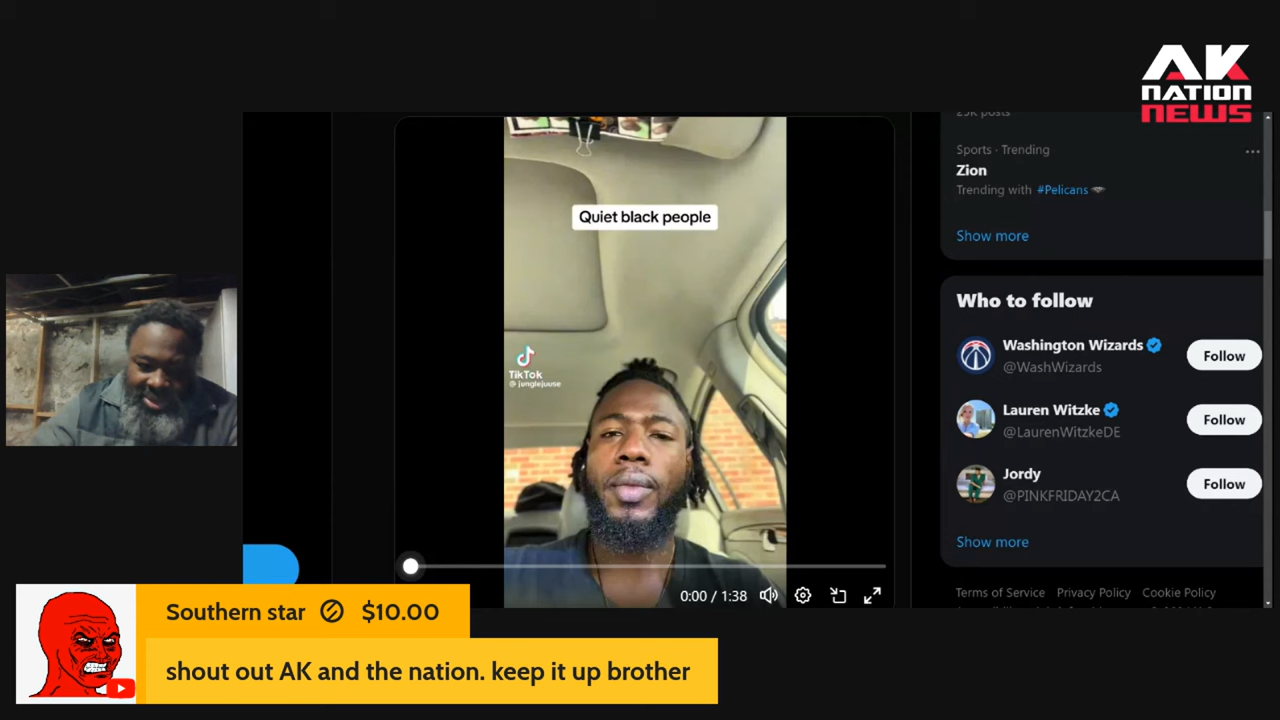 AK
NATION
NEWS
Sports · Trending
Zion
Trending with #Pelicans
Show more
Who to follow
Washington Wizards
@WashWizards
Follow
Lauren Witzke
@LaurenWitzkeDE
Follow
Jordy
@PINKFRIDAY2CA
Follow
Show more
Terms of Service Privacy Policy Cookie Policy
Quiet black people
TikTok
@junglejuuse
0:00 / 1:38
Southern star $10.00
shout out AK and the nation. keep it up brother